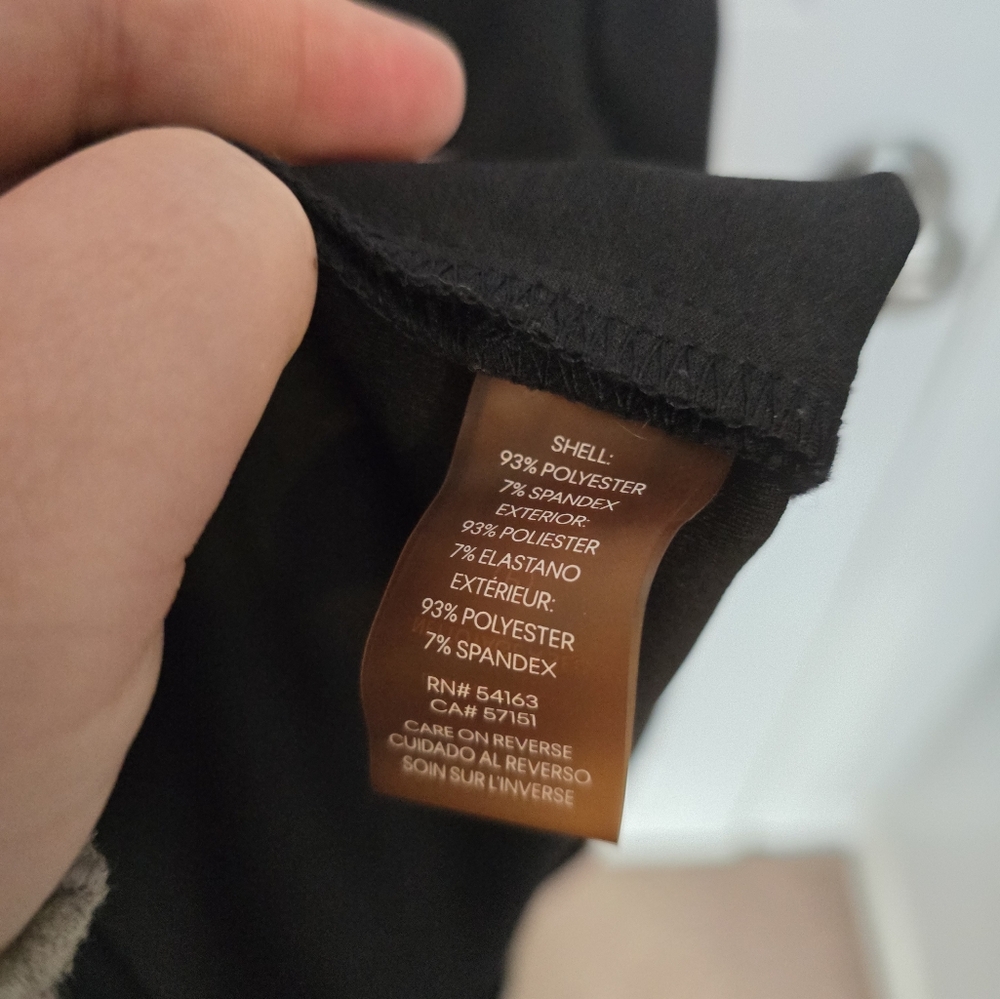 SHELL:
93% POLYESTER
7% SPANDEX
EXTERIOR:
93% POLIESTER
7% ELASTANO
EXTÉRIEUR:
93% POLYESTER
7% SPANDEX
RN# 54163
CA# 57151
CARE ON REVERSE
CUIDADO AL REVERSO
SOIN SUR L'INVERSE